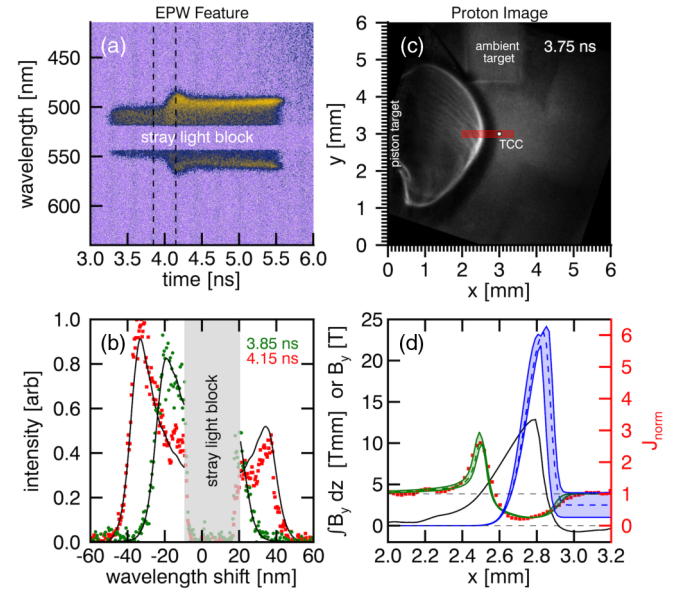 EPW Feature
(a)
500
550
600
wavelength [nm]
stray light block
3.0 3.5 4.0 4.5 5.0 5.5 6.0
time [ns]
Proton Image
(c)
3.75 ns
ambient
target
piston target
TCC
6
5
4
3
2
1
0
y [mm]
0 1 2 3 4 5 6
x [mm]
(b)
3.85 ns
4.15 ns
stray light block
1.0
0.8
0.6
0.4
0.2
0.0
intensity [arb]
-60 -40 -20 0 20 40 60
wavelength shift [nm]
(d)
25
20
15
10
5
0
∫By dz [Tmm] or By [T]
6
5
4
3
2
1
0
Jnorm
2.0 2.2 2.4 2.6 2.8 3.0 3.2
x [mm]